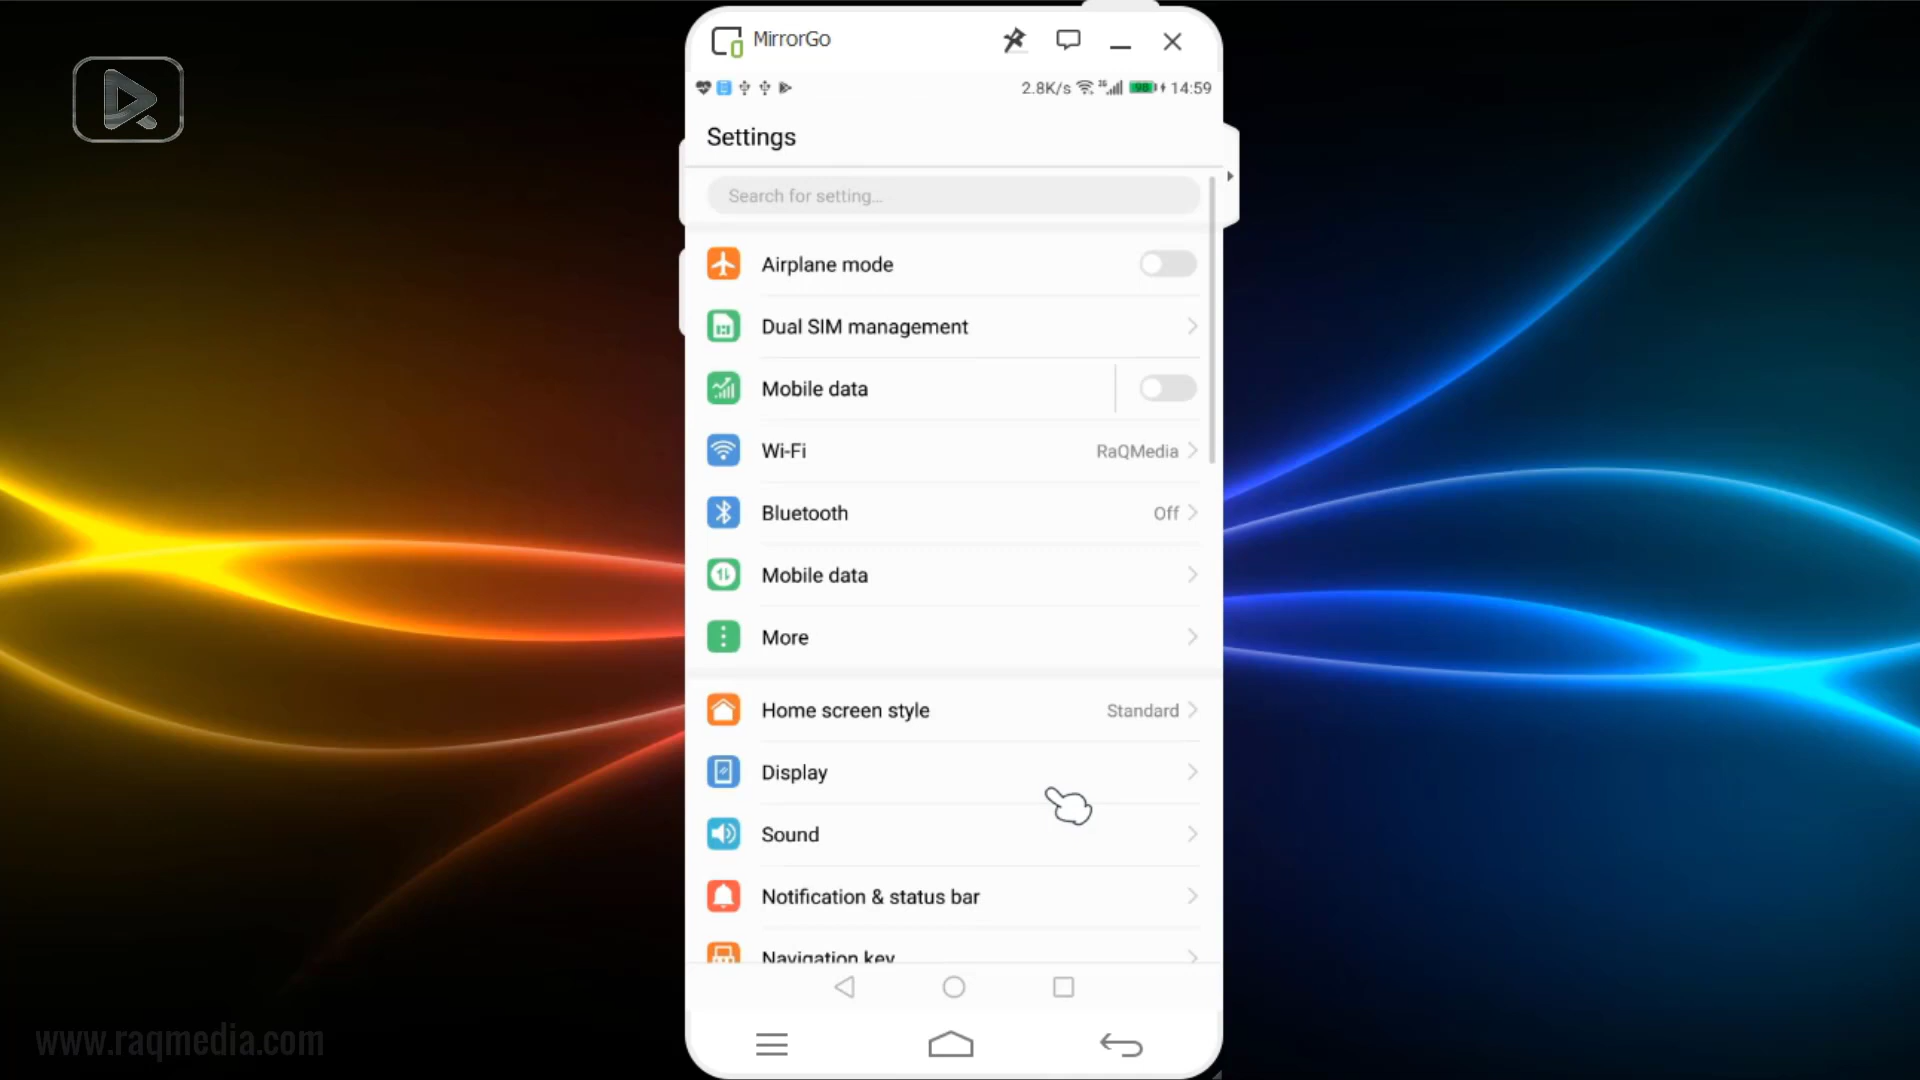 MirrorGo
2.8K/s 3G 98 14:59
Settings
Search for setting...
Airplane mode
Dual SIM management
Mobile data
Wi-Fi RaQMedia
Bluetooth Off
Mobile data
More
Home screen style Standard
Display
Sound
Notification & status bar
Navigation key
www.raqmedia.com